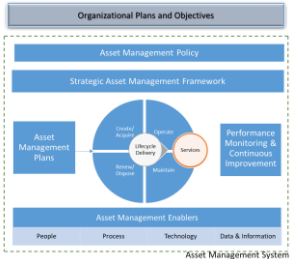 Organizational Plans and Objectives
Asset Management Policy
Strategic Asset Management Framework
Asset
Management
Plans
Create/
Acquire
Operate
Lifecycle
Delivery
Services
Renew/
Dispose
Maintain
Performance
Monitoring &
Continuous
Improvement
Asset Management Enablers
People
Process
Technology
Data & Information
Asset Management System